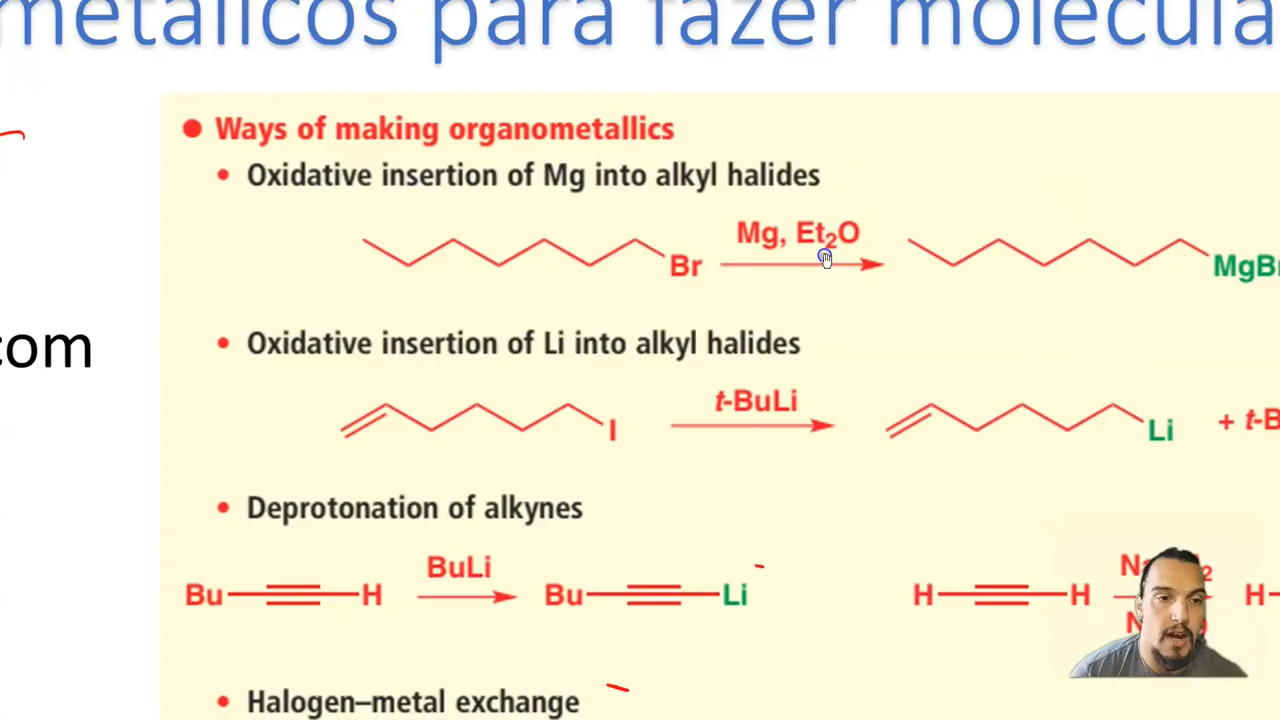 metálicos para fazer molécula
● Ways of making organometallics
• Oxidative insertion of Mg into alkyl halides
Mg, Et₂O
Br
MgBr
• Oxidative insertion of Li into alkyl halides
com
t-BuLi
I
Li
+ t-B
• Deprotonation of alkynes
BuLi
Bu H Bu Li H H H
• Halogen–metal exchange